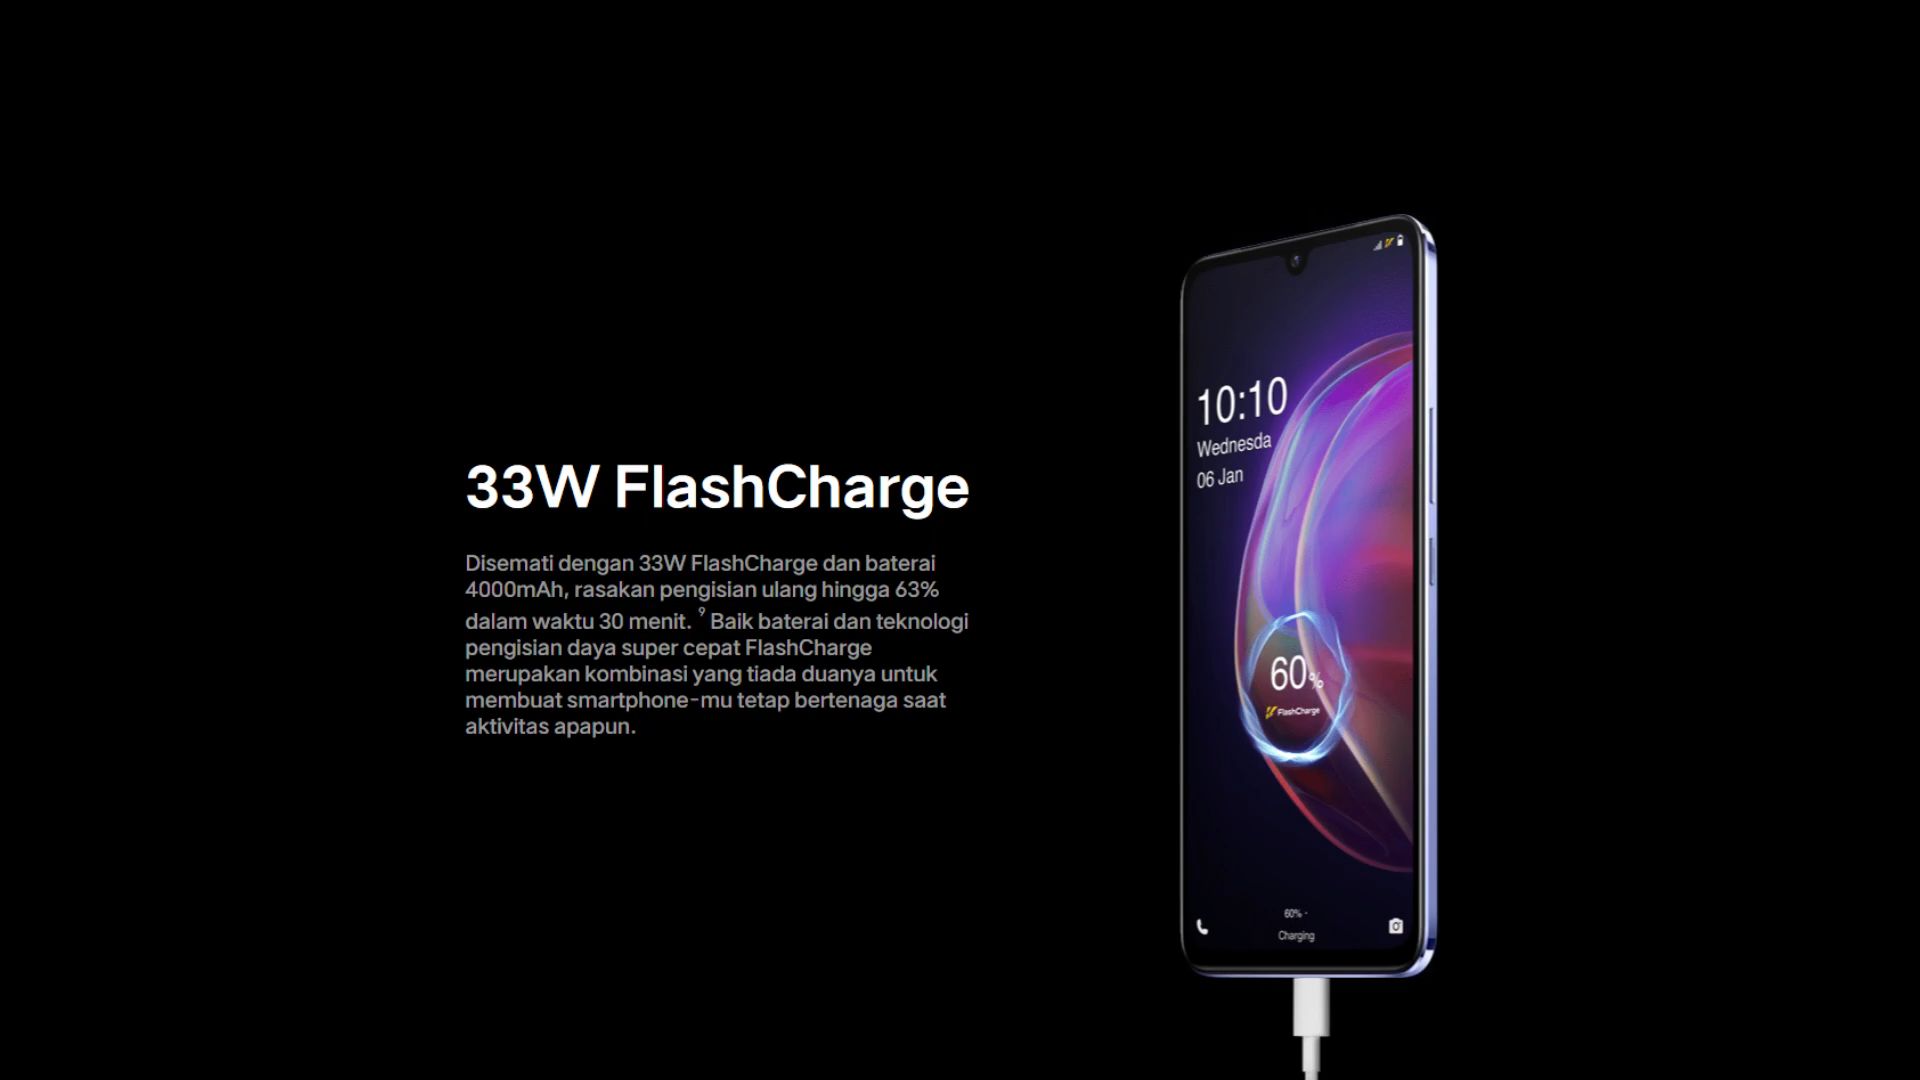 33W FlashCharge
Disemati dengan 33W FlashCharge dan baterai
4000mAh, rasakan pengisian ulang hingga 63%
dalam waktu 30 menit. ⁹ Baik baterai dan teknologi
pengisian daya super cepat FlashCharge
merupakan kombinasi yang tiada duanya untuk
membuat smartphone-mu tetap bertenaga saat
aktivitas apapun.
10:10
Wednesda
06 Jan
60%
FlashCharge
60% -
Charging